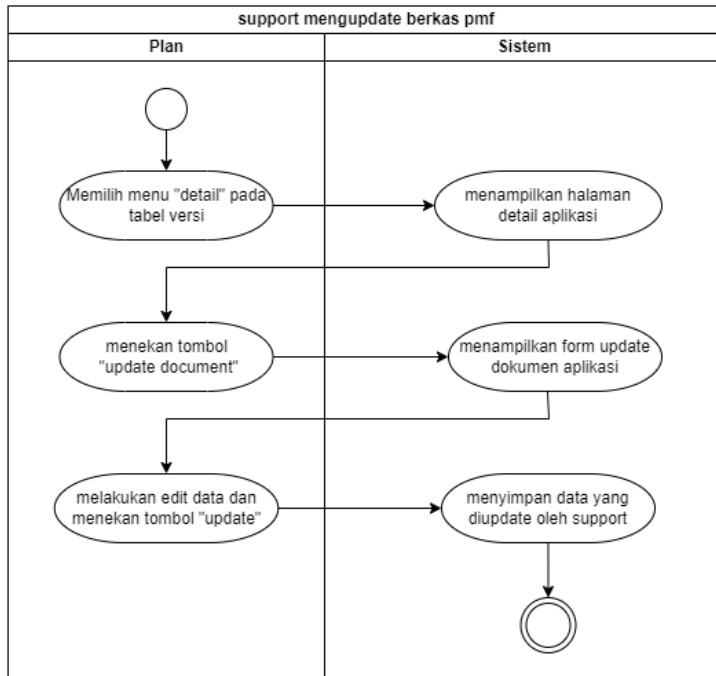 support mengupdate berkas pmf
Plan
Sistem
Memilih menu "detail" pada
tabel versi
menampilkan halaman
detail aplikasi
menekan tombol
"update document"
menampilkan form update
dokumen aplikasi
melakukan edit data dan
menekan tombol "update"
menyimpan data yang
diupdate oleh support